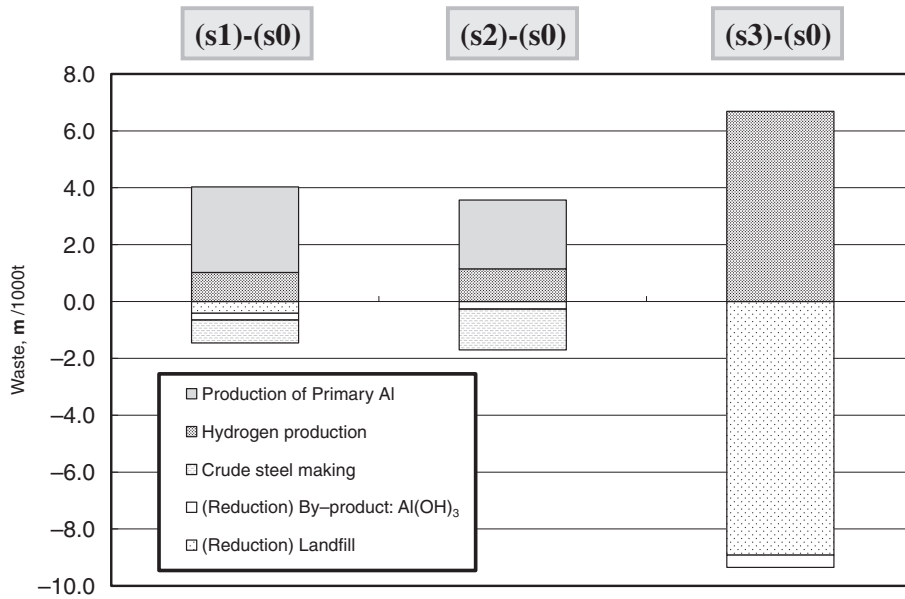 (s1)-(s0) (s2)-(s0) (s3)-(s0)
8.0
6.0
4.0
2.0
0.0
–2.0
–4.0
–6.0
–8.0
–10.0
Waste, m /1000t
Production of Primary Al
Hydrogen production
Crude steel making
(Reduction) By–product: Al(OH)₃
(Reduction) Landfill